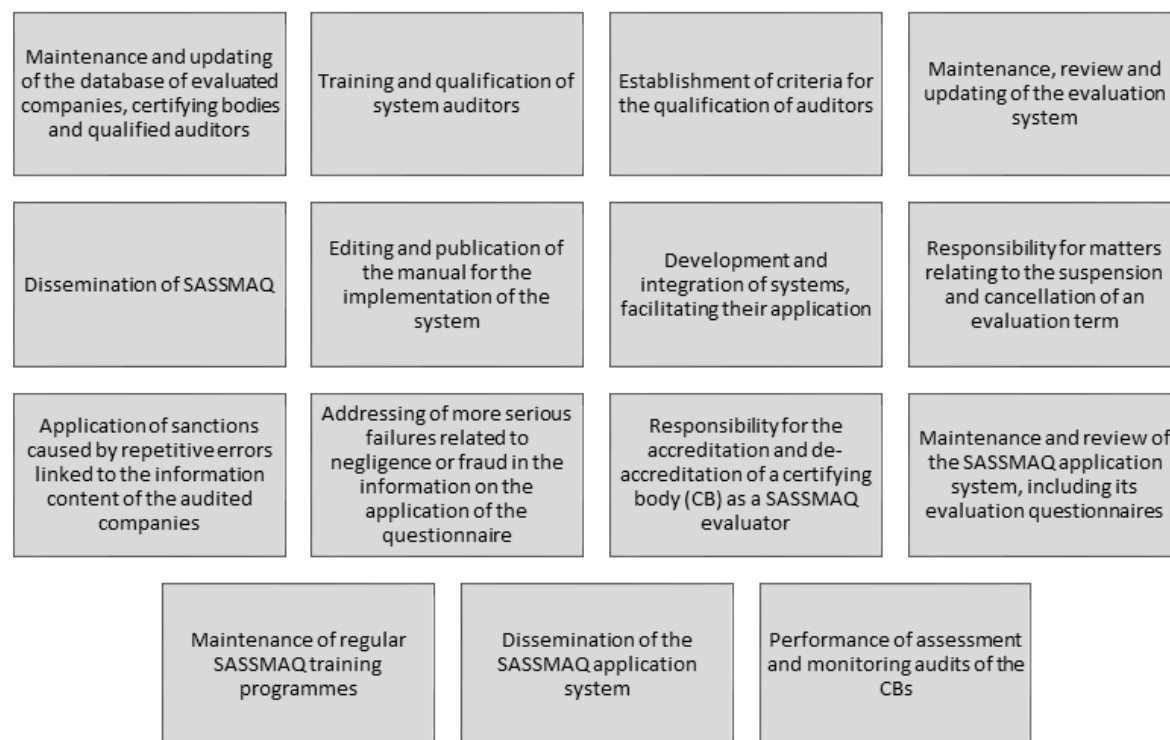 Maintenance and updating
of the database of evaluated
companies, certifying bodies
and qualified auditors
Training and qualification of
system auditors
Establishment of criteria for
the qualification of auditors
Maintenance, review and
updating of the evaluation
system
Dissemination of SASSMAQ
Editing and publication of
the manual for the
implementation of the
system
Development and
integration of systems,
facilitating their application
Responsibility for matters
relating to the suspension
and cancellation of an
evaluation term
Application of sanctions
caused by repetitive errors
linked to the information
content of the audited
companies
Addressing of more serious
failures related to
negligence or fraud in the
information on the
application of the
questionnaire
Responsibility for the
accreditation and de-
accreditation of a certifying
body (CB) as a SASSMAQ
evaluator
Maintenance and review of
the SASSMAQ application
system, including its
evaluation questionnaires
Maintenance of regular
SASSMAQ training
programmes
Dissemination of the
SASSMAQ application
system
Performance of assessment
and monitoring audits of the
CBs